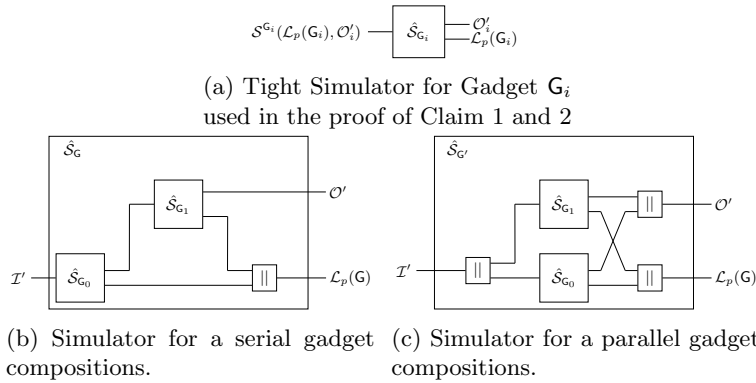 𝒮^{G_i}(ℒ_p(G_i), 𝒪'_i) Ŝ_{G_i} 𝒪'_i
ℒ_p(G_i)
(a) Tight Simulator for Gadget G_i
used in the proof of Claim 1 and 2
Ŝ_G
Ŝ_{G_1}
𝒪'
ℐ' Ŝ_{G_0} || ℒ_p(G)
(b) Simulator for a serial gadget
compositions.
Ŝ_{G'}
Ŝ_{G_1} || 𝒪'
ℐ' || Ŝ_{G_0} || ℒ_p(G)
(c) Simulator for a parallel gadget
compositions.